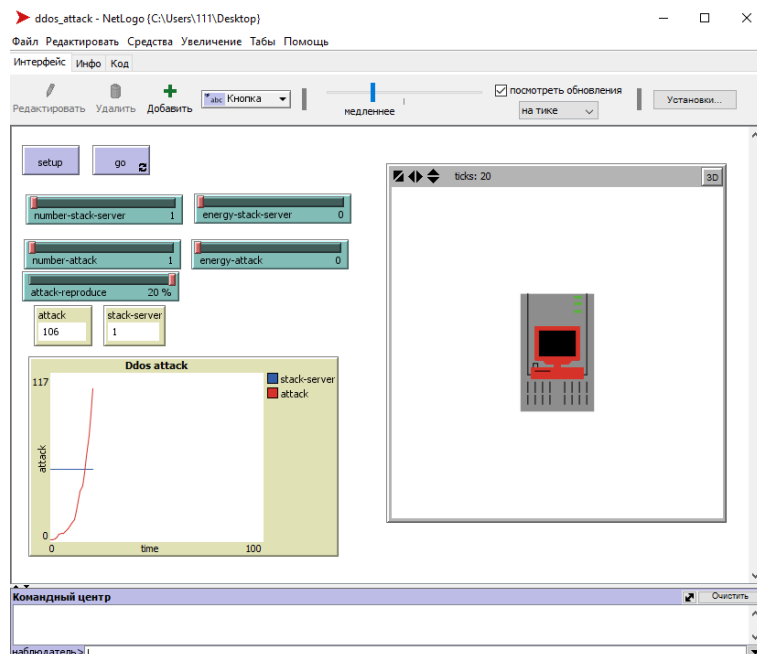 ddos_attack - NetLogo {C:\Users\111\Desktop}
Файл Редактировать Средства Увеличение Табы Помощь
Интерфейс Инфо Код
Редактировать Удалить Добавить abc Кнопка медленнее посмотреть обновления на тике Установки...
setup go
ticks: 20 3D
number-stack-server 1 energy-stack-server 0
number-attack 1 energy-attack 0
attack-reproduce 20 %
attack stack-server
106 1
Ddos attack
117
stack-server
attack
attack
0
0 time 100
Командный центр Очистить
наблюдатель>